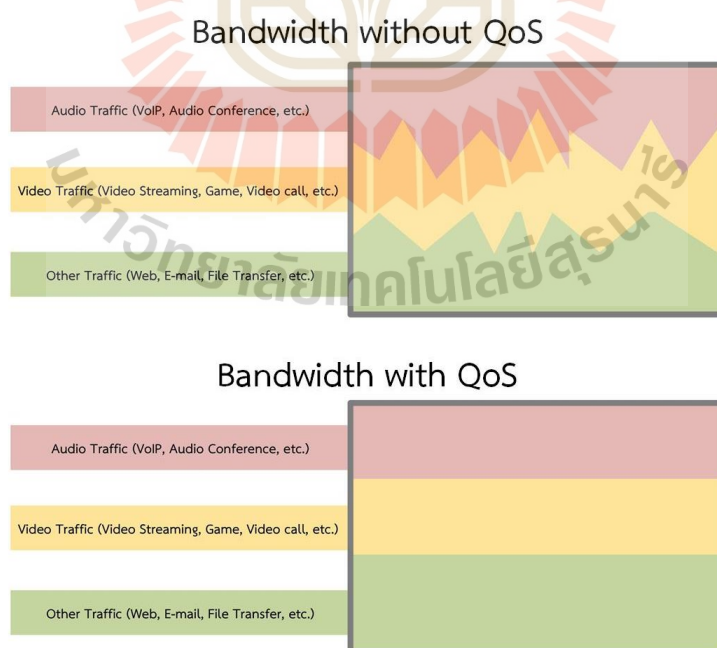 Bandwidth without QoS
Audio Traffic (VoIP, Audio Conference, etc.)
Video Traffic (Video Streaming, Game, Video call, etc.)
Other Traffic (Web, E-mail, File Transfer, etc.)
มหาวิทยาลัยเทคโนโลยีสุรนารี
Bandwidth with QoS
Audio Traffic (VoIP, Audio Conference, etc.)
Video Traffic (Video Streaming, Game, Video call, etc.)
Other Traffic (Web, E-mail, File Transfer, etc.)